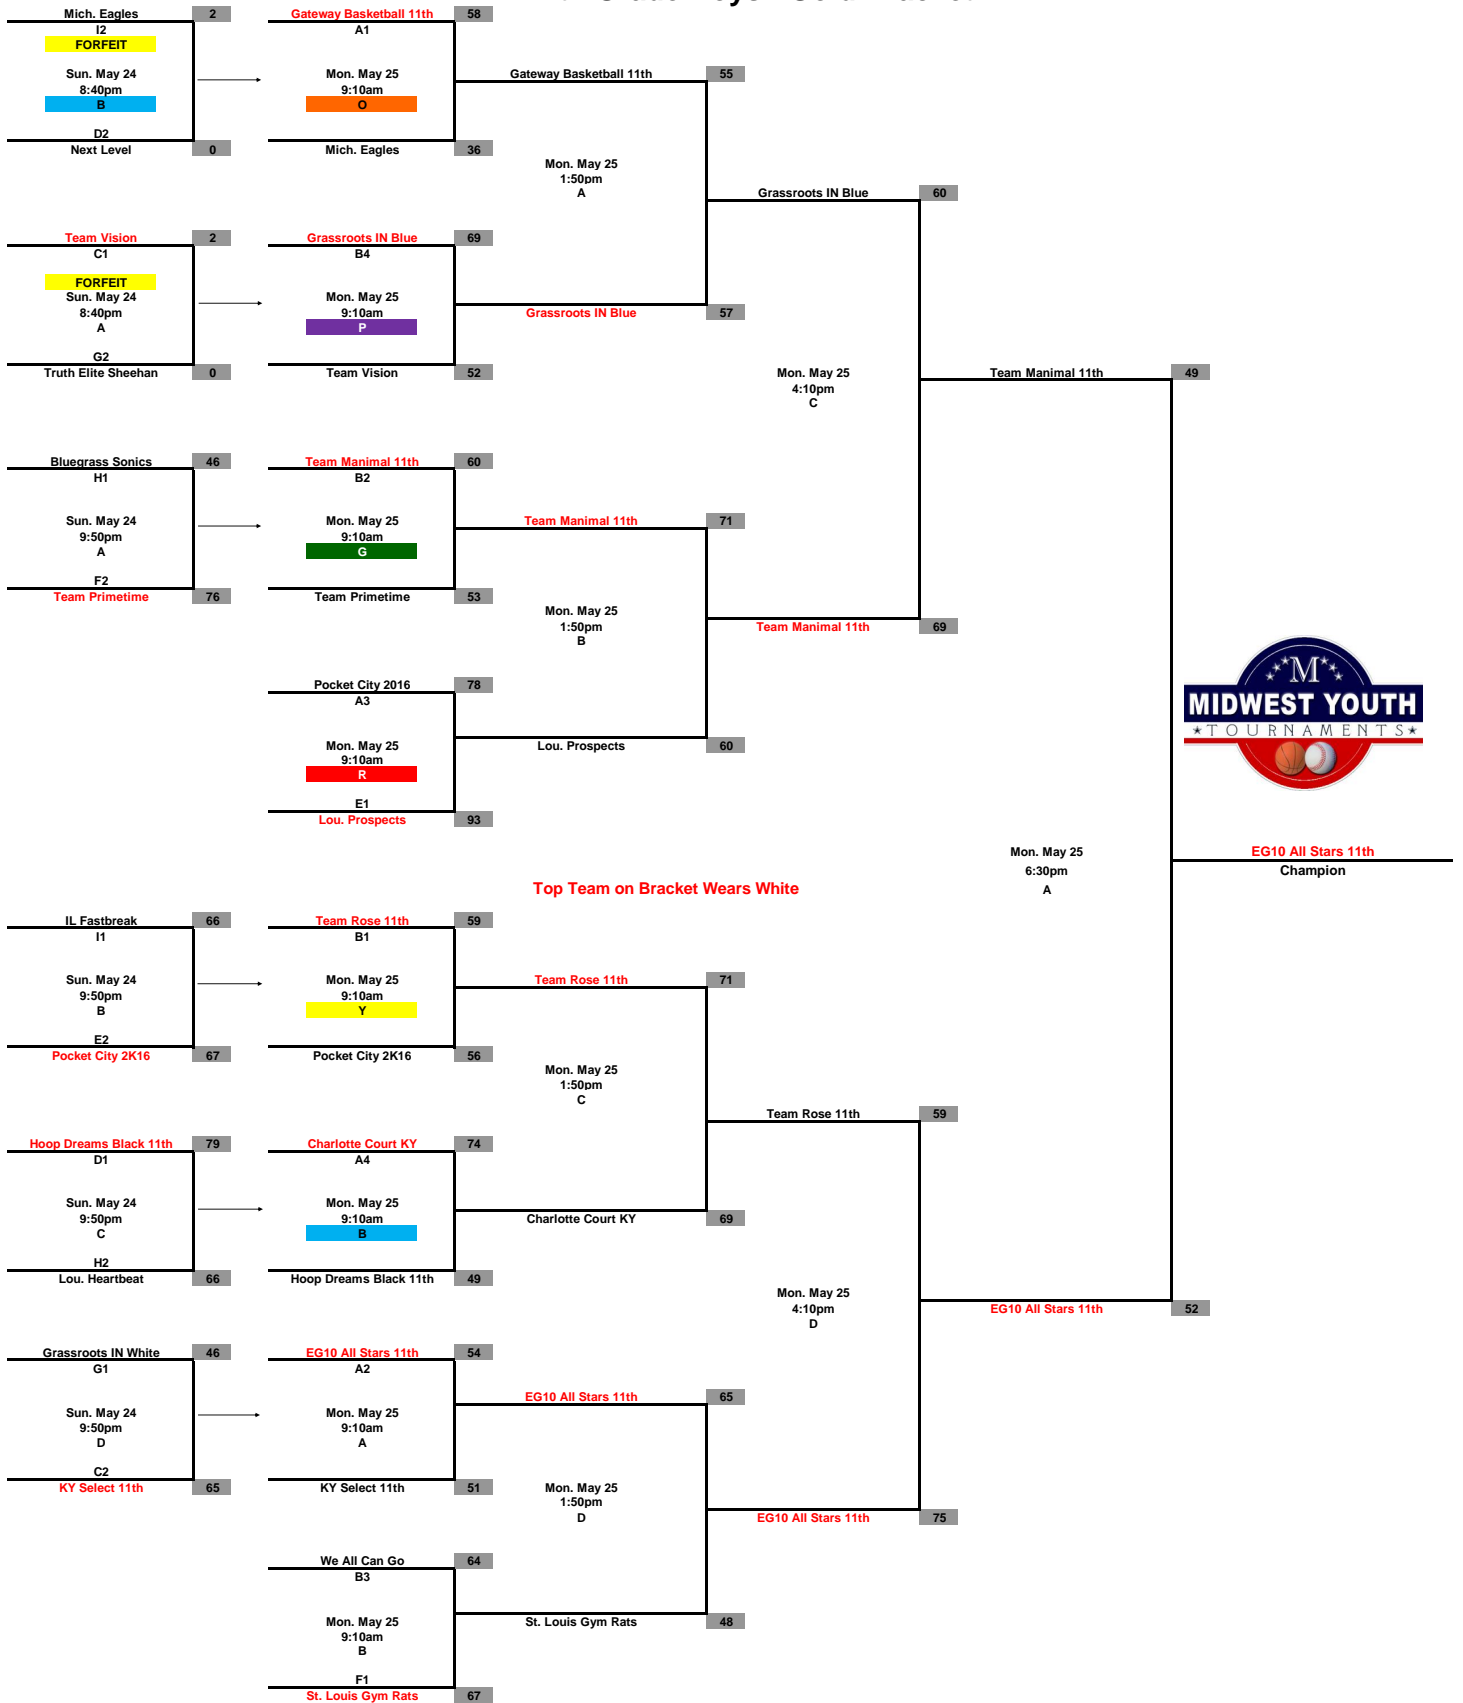 Mich. Eagles 2
I2
FORFEIT
Sun. May 24
8:40pm
B
D2
Next Level 0
Gateway Basketball 11th 58
A1
Mon. May 25
9:10am
O
Mich. Eagles 36
Gateway Basketball 11th 55
Mon. May 25
1:50pm
A
Team Vision 2
C1
FORFEIT
Sun. May 24
8:40pm
A
G2
Truth Elite Sheehan 0
Grassroots IN Blue 69
B4
Mon. May 25
9:10am
P
Team Vision 52
Grassroots IN Blue 57
Grassroots IN Blue 60
Mon. May 25
4:10pm
C
Bluegrass Sonics 46
H1
Sun. May 24
9:50pm
A
F2
Team Primetime 76
Team Manimal 11th 60
B2
Mon. May 25
9:10am
G
Team Primetime 53
Team Manimal 11th 71
Mon. May 25
1:50pm
B
Pocket City 2016 78
A3
Mon. May 25
9:10am
R
E1
Lou. Prospects 93
Lou. Prospects 60
Team Manimal 11th 69
Team Manimal 11th 49
M
MIDWEST YOUTH
TOURNAMENTS
Mon. May 25
6:30pm
A
EG10 All Stars 11th
Champion
Top Team on Bracket Wears White
IL Fastbreak 66
I1
Sun. May 24
9:50pm
B
E2
Pocket City 2K16 67
Team Rose 11th 59
B1
Mon. May 25
9:10am
Y
Pocket City 2K16 56
Team Rose 11th 71
Mon. May 25
1:50pm
C
Hoop Dreams Black 11th 79
D1
Sun. May 24
9:50pm
C
H2
Lou. Heartbeat 66
Charlotte Court KY 74
A4
Mon. May 25
9:10am
B
Hoop Dreams Black 11th 49
Charlotte Court KY 69
Team Rose 11th 59
Mon. May 25
4:10pm
D
EG10 All Stars 11th 52
Grassroots IN White 46
G1
Sun. May 24
9:50pm
D
C2
KY Select 11th 65
EG10 All Stars 11th 54
A2
Mon. May 25
9:10am
A
KY Select 11th 51
EG10 All Stars 11th 65
Mon. May 25
1:50pm
D
EG10 All Stars 11th 75
We All Can Go 64
B3
Mon. May 25
9:10am
B
F1
St. Louis Gym Rats 67
St. Louis Gym Rats 48